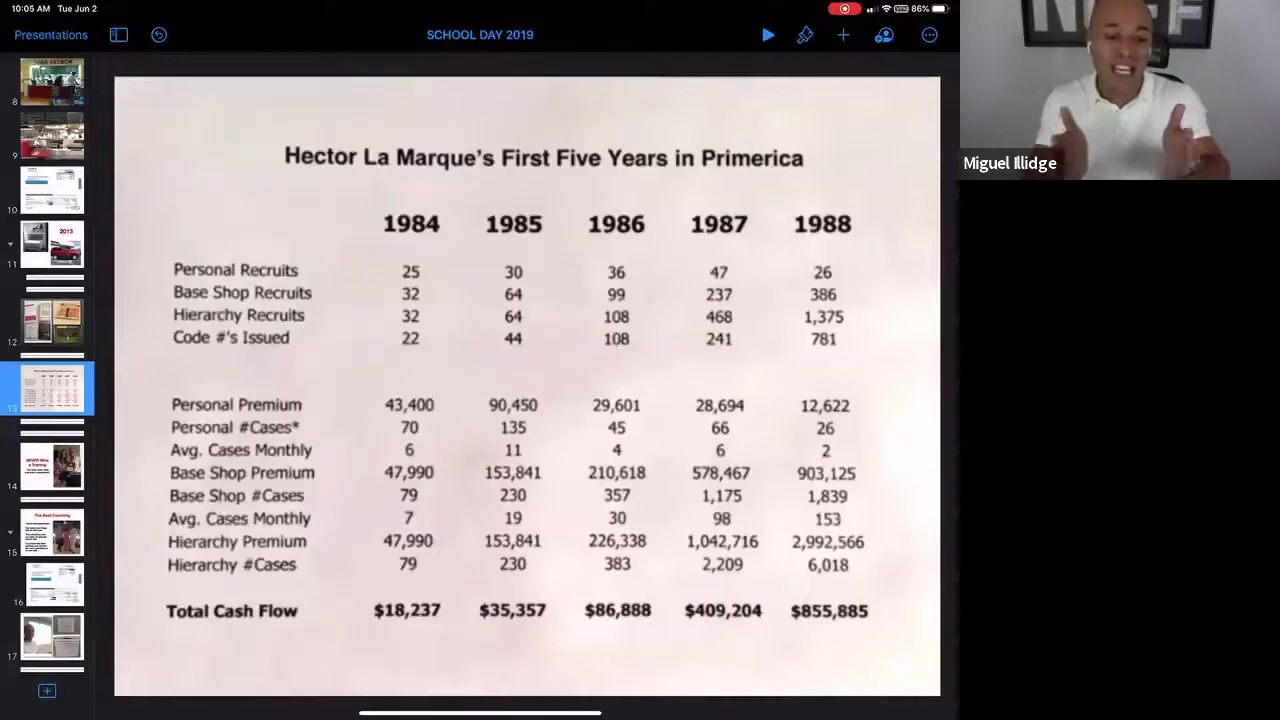 10:05 AM Tue Jun 2
VPN 86%
Presentations
SCHOOL DAY 2019
Miguel Illidge
Hector La Marque's First Five Years in Primerica
1984 1985 1986 1987 1988
Personal Recruits 25 30 36 47 26
Base Shop Recruits 32 64 99 237 386
Hierarchy Recruits 32 64 108 468 1,375
Code #'s Issued 22 44 108 241 781
Personal Premium 43,400 90,450 29,601 28,694 12,622
Personal #Cases* 70 135 45 66 26
Avg. Cases Monthly 6 11 4 6 2
Base Shop Premium 47,990 153,841 210,618 578,467 903,125
Base Shop #Cases 79 230 357 1,175 1,839
Avg. Cases Monthly 7 19 30 98 153
Hierarchy Premium 47,990 153,841 226,338 1,042,716 2,992,566
Hierarchy #Cases 79 230 383 2,209 6,018
Total Cash Flow $18,237 $35,357 $86,888 $409,204 $855,885
8
9
10
2013
11
12
13
14
The Best Coaching
15
16
17